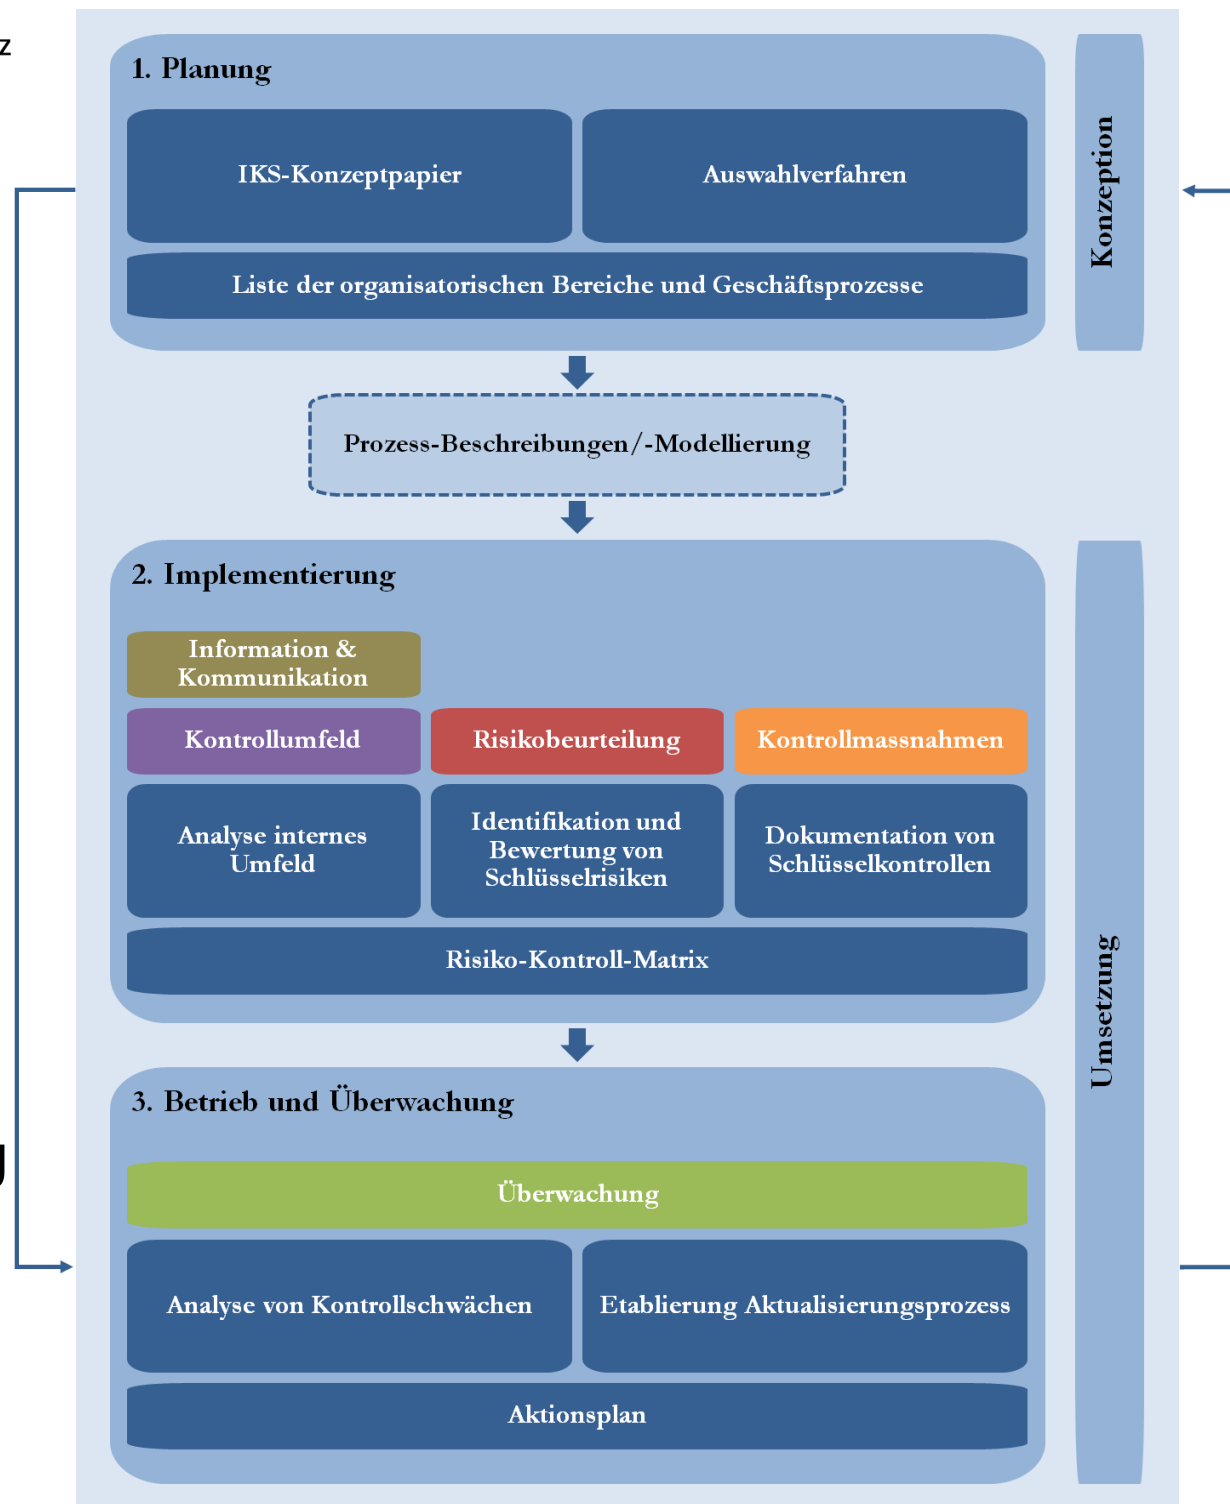 z
1. Planung
IKS-Konzeptpapier
Auswahlverfahren
Liste der organisatorischen Bereiche und Geschäftsprozesse
Konzeption
Prozess-Beschreibungen/-Modellierung
2. Implementierung
Information &
Kommunikation
Kontrollumfeld
Risikobeurteilung
Kontrollmassnahmen
Analyse internes
Umfeld
Identifikation und
Bewertung von
Schlüsselrisiken
Dokumentation von
Schlüsselkontrollen
Risiko-Kontroll-Matrix
Umsetzung
3. Betrieb und Überwachung
Überwachung
Analyse von Kontrollschwächen
Etablierung Aktualisierungsprozess
Aktionsplan